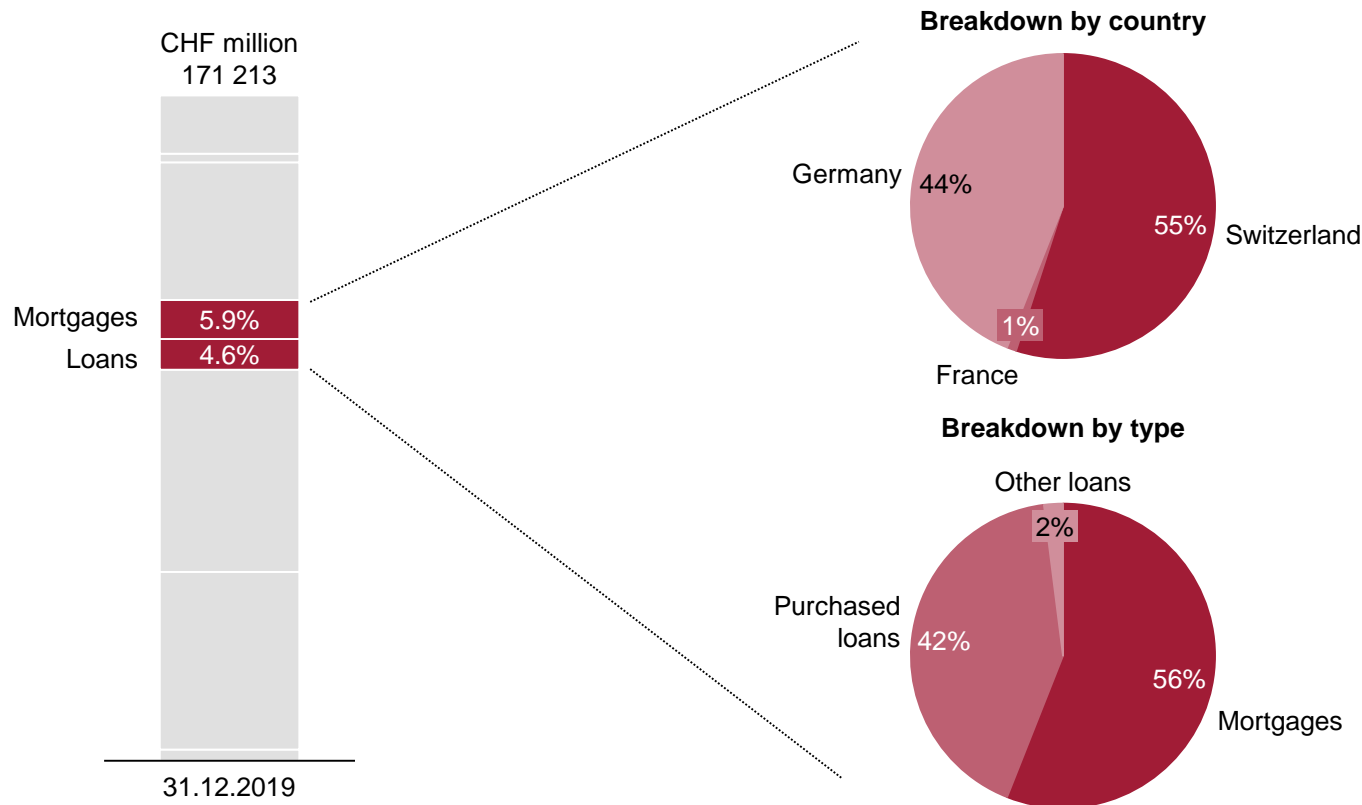 CHF million
171 213
Mortgages
5.9%
Loans
4.6%
31.12.2019
Breakdown by country
Germany
44%
55%
Switzerland
1%
France
Breakdown by type
Other loans
2%
Purchased
loans
42%
56%
Mortgages